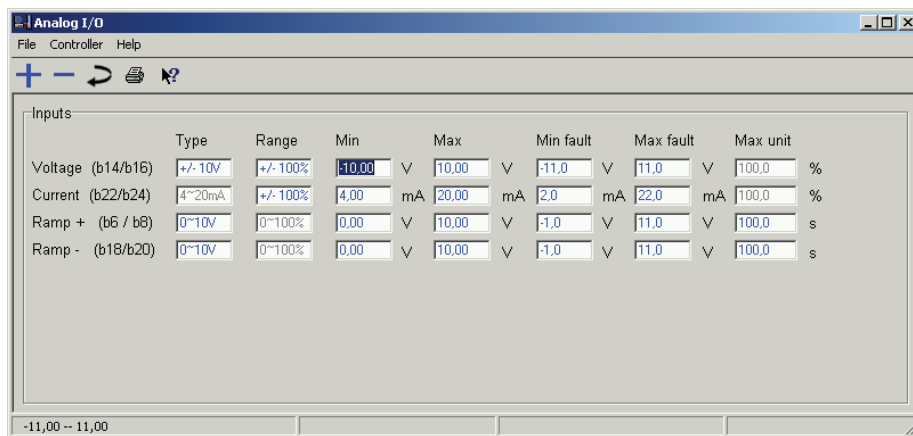 Analog I/O
File Controller Help
Inputs
Type Range Min Max Min fault Max fault Max unit
Voltage (b14/b16) +/- 10V +/- 100% -10,00 V 10,00 V -11,0 V 11,0 V 100,0 %
Current (b22/b24) 4~20mA +/- 100% 4,00 mA 20,00 mA 2,0 mA 22,0 mA 100,0 %
Ramp + (b6 / b8) 0~10V 0~100% 0,00 V 10,00 V -1,0 V 11,0 V 100,0 s
Ramp - (b18/b20) 0~10V 0~100% 0,00 V 10,00 V -1,0 V 11,0 V 100,0 s
-11,00 -- 11,00